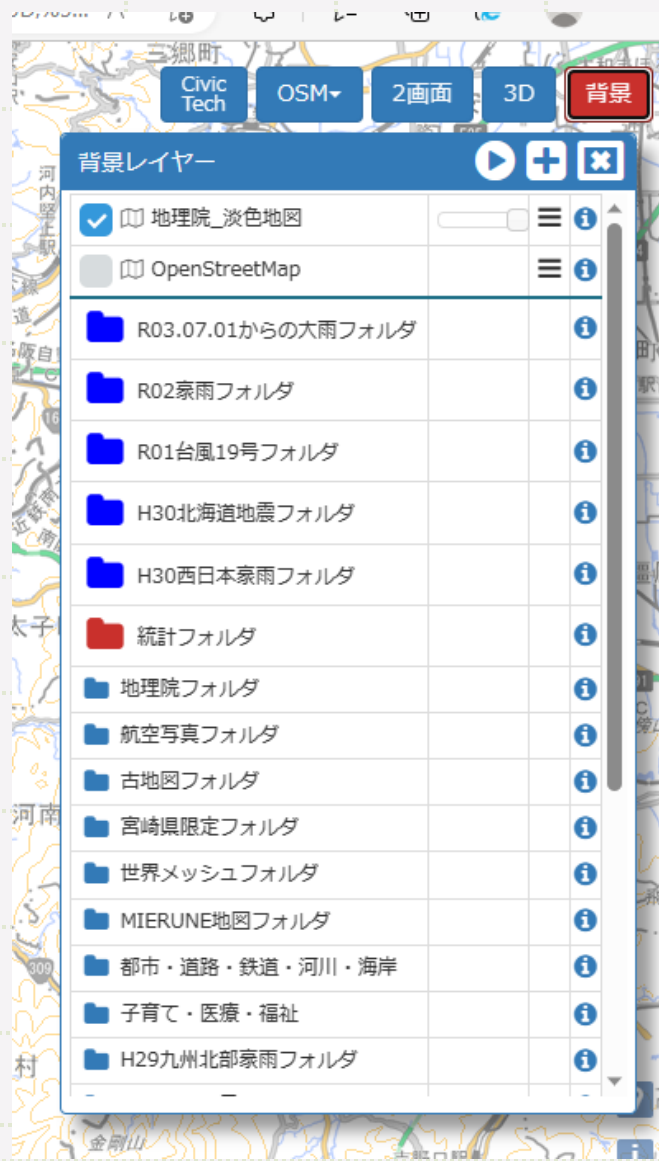 三郷町
Civic
Tech
OSM
2画面
3D
背景
背景レイヤー
河内堅上駅
地理院_淡色地図
OpenStreetMap
R03.07.01からの大雨フォルダ
R02豪雨フォルダ
R01台風19号フォルダ
H30北海道地震フォルダ
H30西日本豪雨フォルダ
統計フォルダ
太子
地理院フォルダ
航空写真フォルダ
古地図フォルダ
河南
宮崎県限定フォルダ
世界メッシュフォルダ
MIERUNE地図フォルダ
都市・道路・鉄道・河川・海岸
309
子育て・医療・福祉
H29九州北部豪雨フォルダ
村
金剛山
吉野口駅